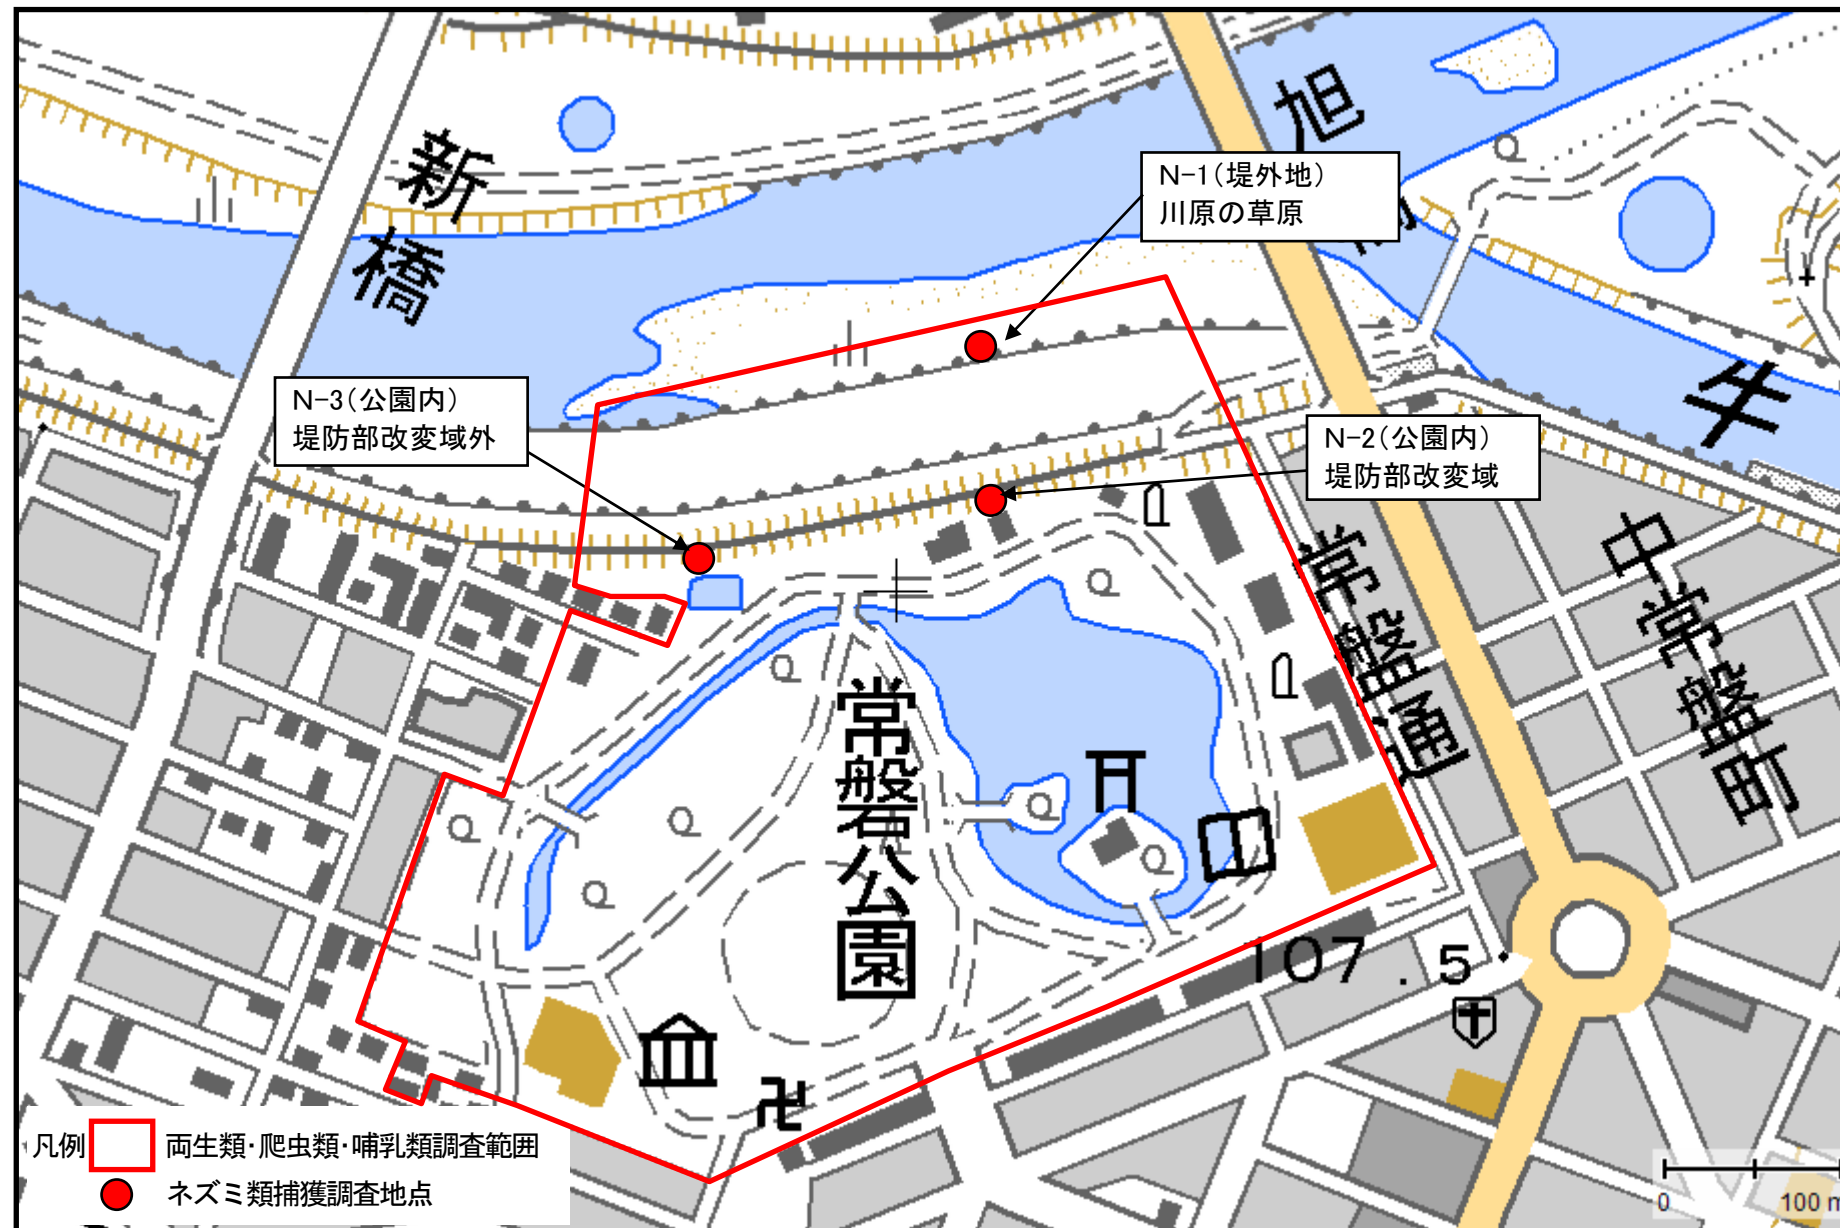 新橋
旭
N-1(堤外地)
川原の草原
牛
N-3(公園内)
堤防部改変域外
N-2(公園内)
堤防部改変域
常盤通
中常盤町
常磐公園
107.5
凡例
両生類・爬虫類・哺乳類調査範囲
ネズミ類捕獲調査地点
0
100 m